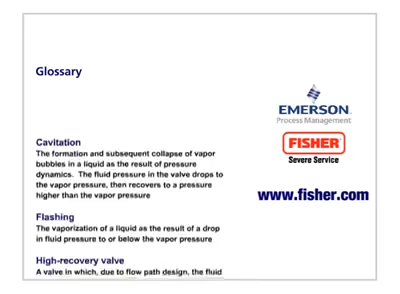 Glossary
EMERSON
Process Management
FISHER
Severe Service
www.fisher.com
Cavitation
The formation and subsequent collapse of vapor
bubbles in a liquid as the result of pressure
dynamics. The fluid pressure in the valve drops to
the vapor pressure, then recovers to a pressure
higher than the vapor pressure
Flashing
The vaporization of a liquid as the result of a drop
in fluid pressure to or below the vapor pressure
High-recovery valve
A valve in which, due to flow path design, the fluid